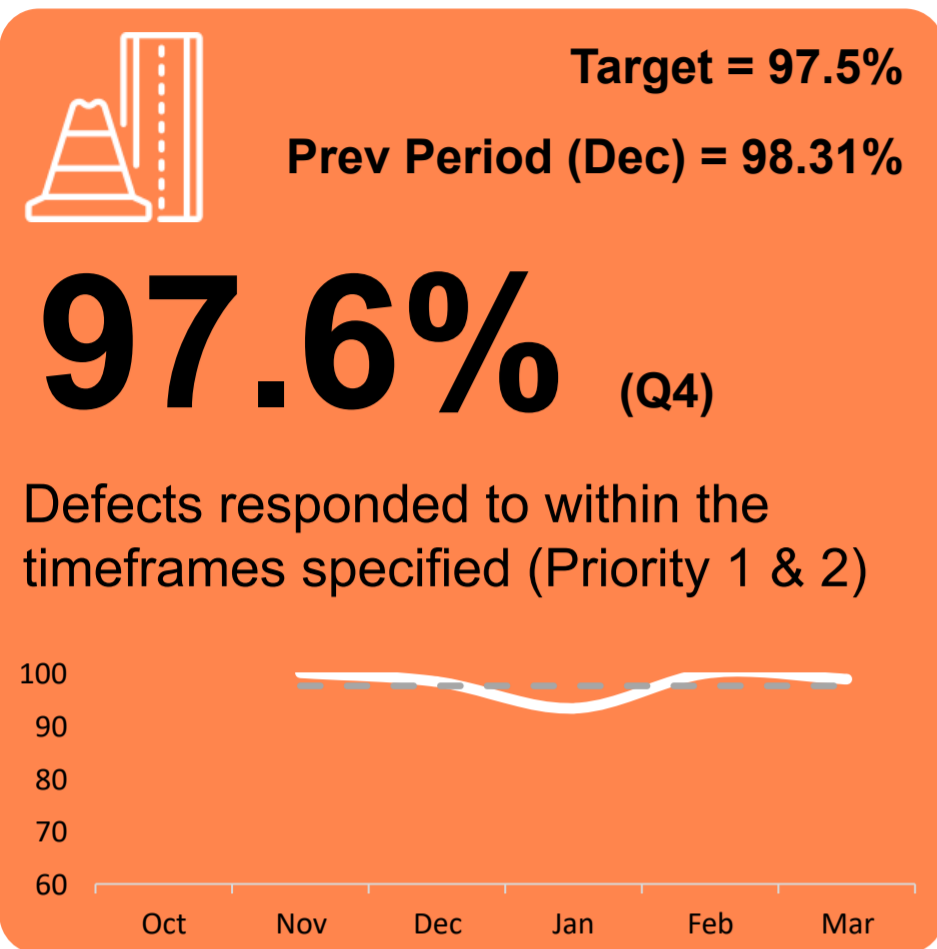 Target = 97.5%
Prev Period (Dec) = 98.31%
97.6% (Q4)
Defects responded to within the
timeframes specified (Priority 1 & 2)
100
90
80
70
60
Oct Nov Dec Jan Feb Mar